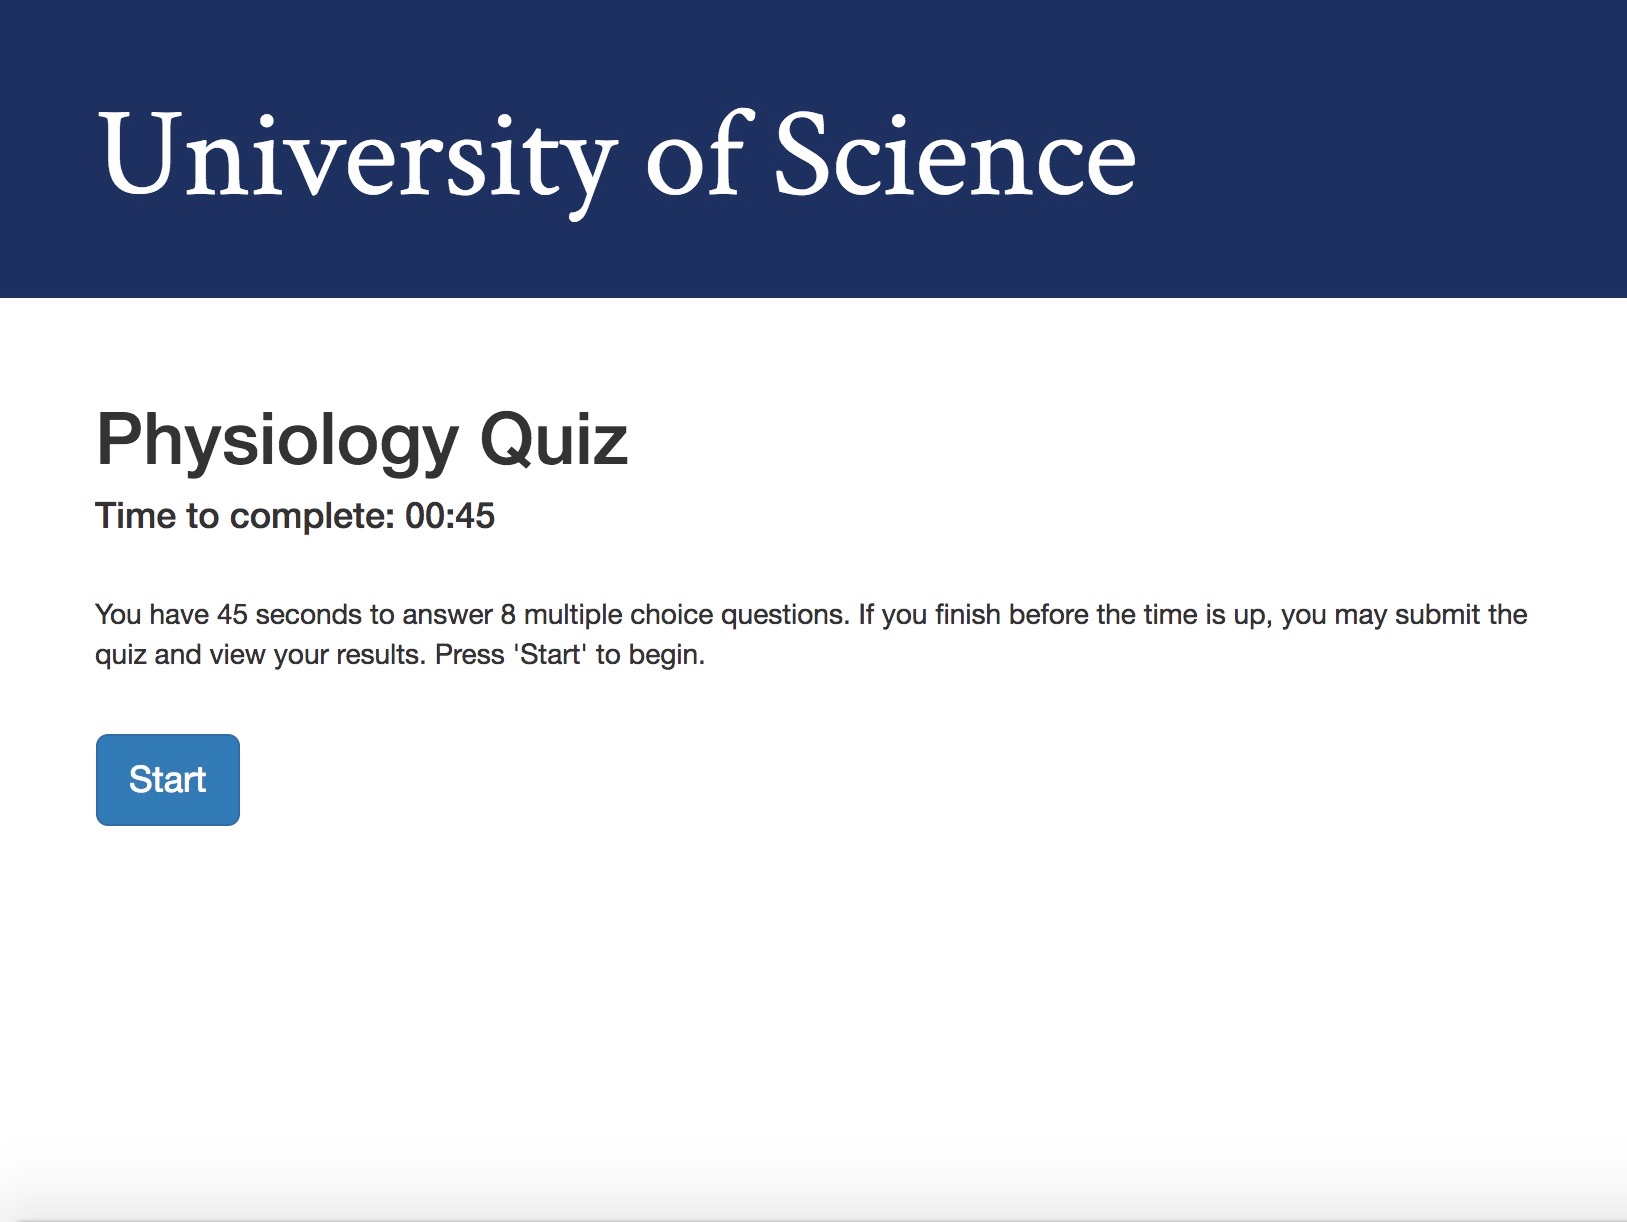 University of Science
Physiology Quiz
Time to complete: 00:45
You have 45 seconds to answer 8 multiple choice questions. If you finish before the time is up, you may submit the
quiz and view your results. Press 'Start' to begin.
Start